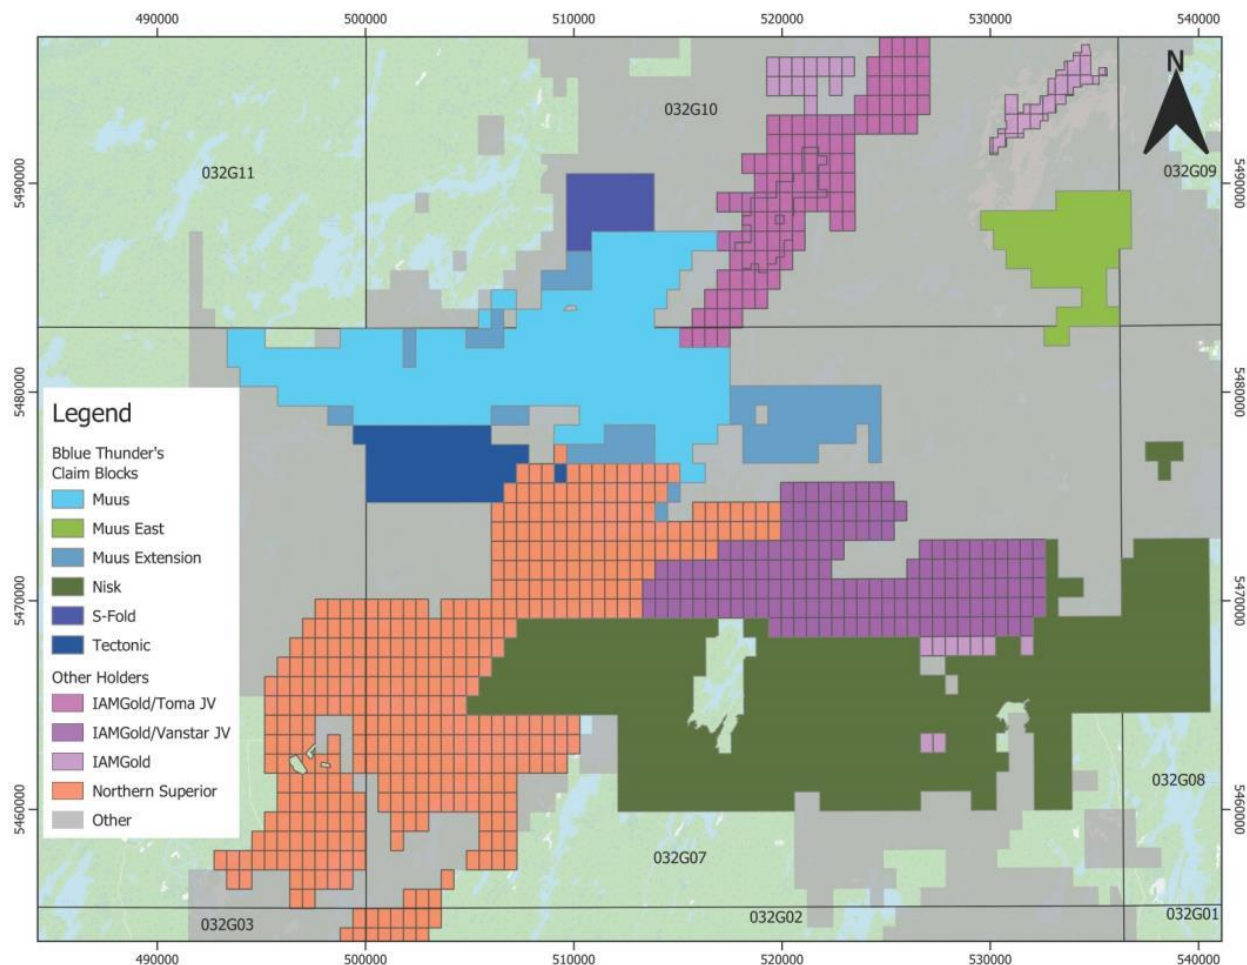 490000 500000 510000 520000 530000 540000
N
032G10
032G11
032G09
5490000 5490000
5480000 5480000
Legend
Bblue Thunder's
Claim Blocks
Muus
Muus East
Muus Extension
Nisk
S-Fold
Tectonic
Other Holders
IAMGold/Toma JV
IAMGold/Vanstar JV
IAMGold
Northern Superior
Other
5470000 5470000
032G08
5460000 5460000
032G07
032G03
032G02
032G01
490000 500000 510000 520000 530000 540000